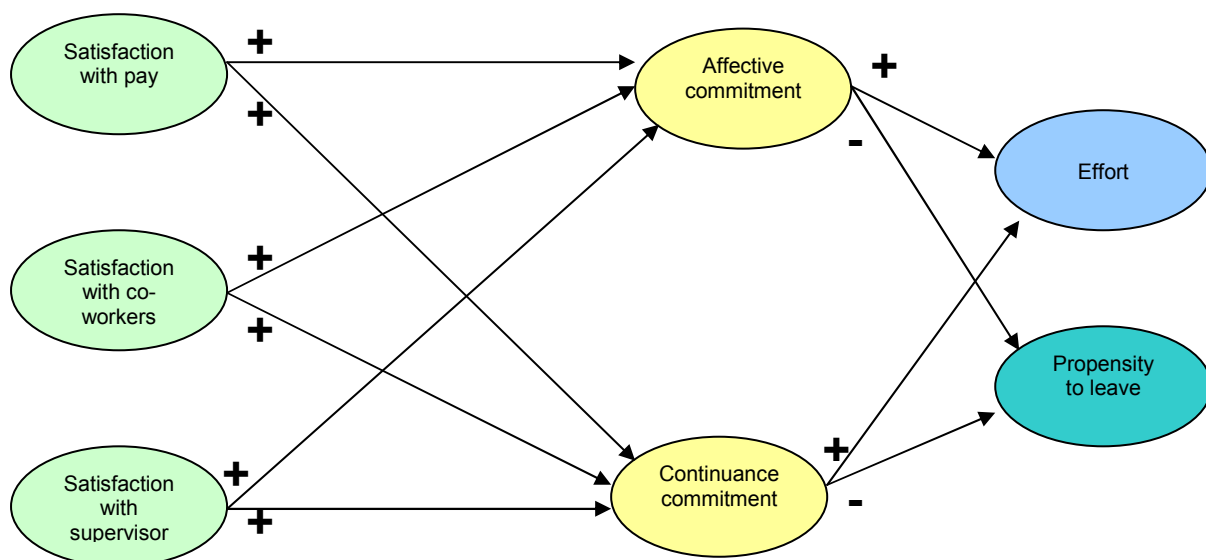 Satisfaction
with pay
+
+
Affective
commitment
+
-
Effort
Satisfaction
with co-
workers
+
+
Propensity
to leave
Satisfaction
with
supervisor
+
+
Continuance
commitment
+
-